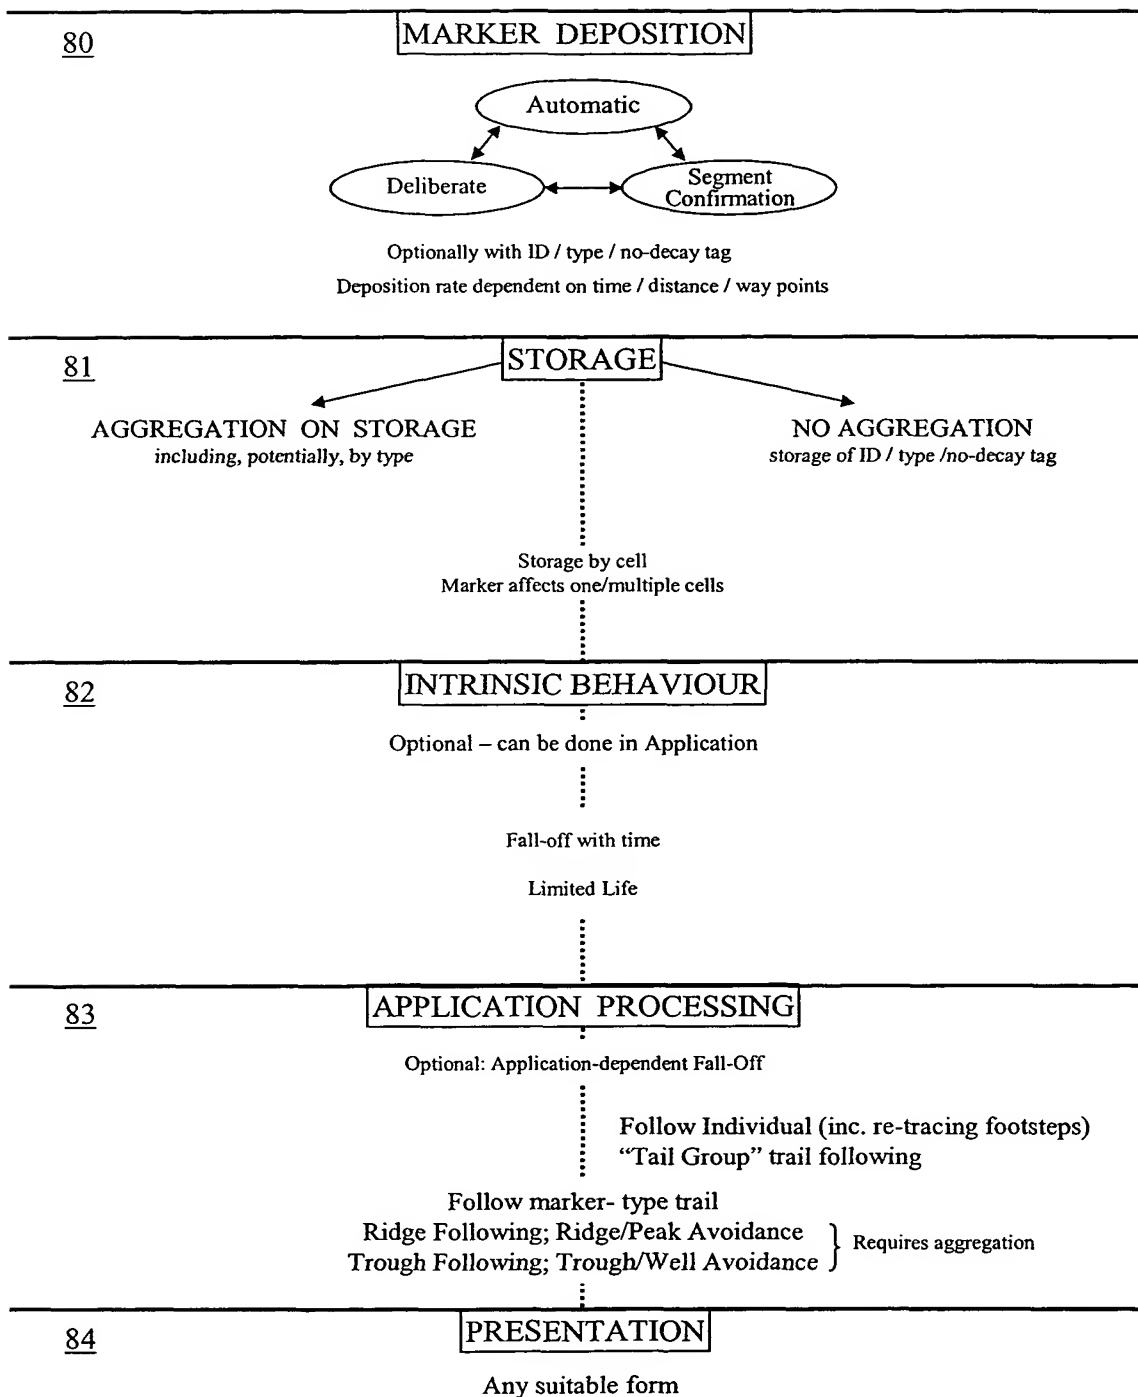 80
MARKER DEPOSITION
Automatic
Deliberate
Segment
Confirmation
Optionally with ID / type / no-decay tag
Deposition rate dependent on time / distance / way points
81
STORAGE
AGGREGATION ON STORAGE
including, potentially, by type
NO AGGREGATION
storage of ID / type /no-decay tag
Storage by cell
Marker affects one/multiple cells
82
INTRINSIC BEHAVIOUR
Optional – can be done in Application
Fall-off with time
Limited Life
83
APPLICATION PROCESSING
Optional: Application-dependent Fall-Off
Follow Individual (inc. re-tracing footsteps)
“Tail Group” trail following
Follow marker- type trail
Ridge Following; Ridge/Peak Avoidance
Trough Following; Trough/Well Avoidance
Requires aggregation
84
PRESENTATION
Any suitable form